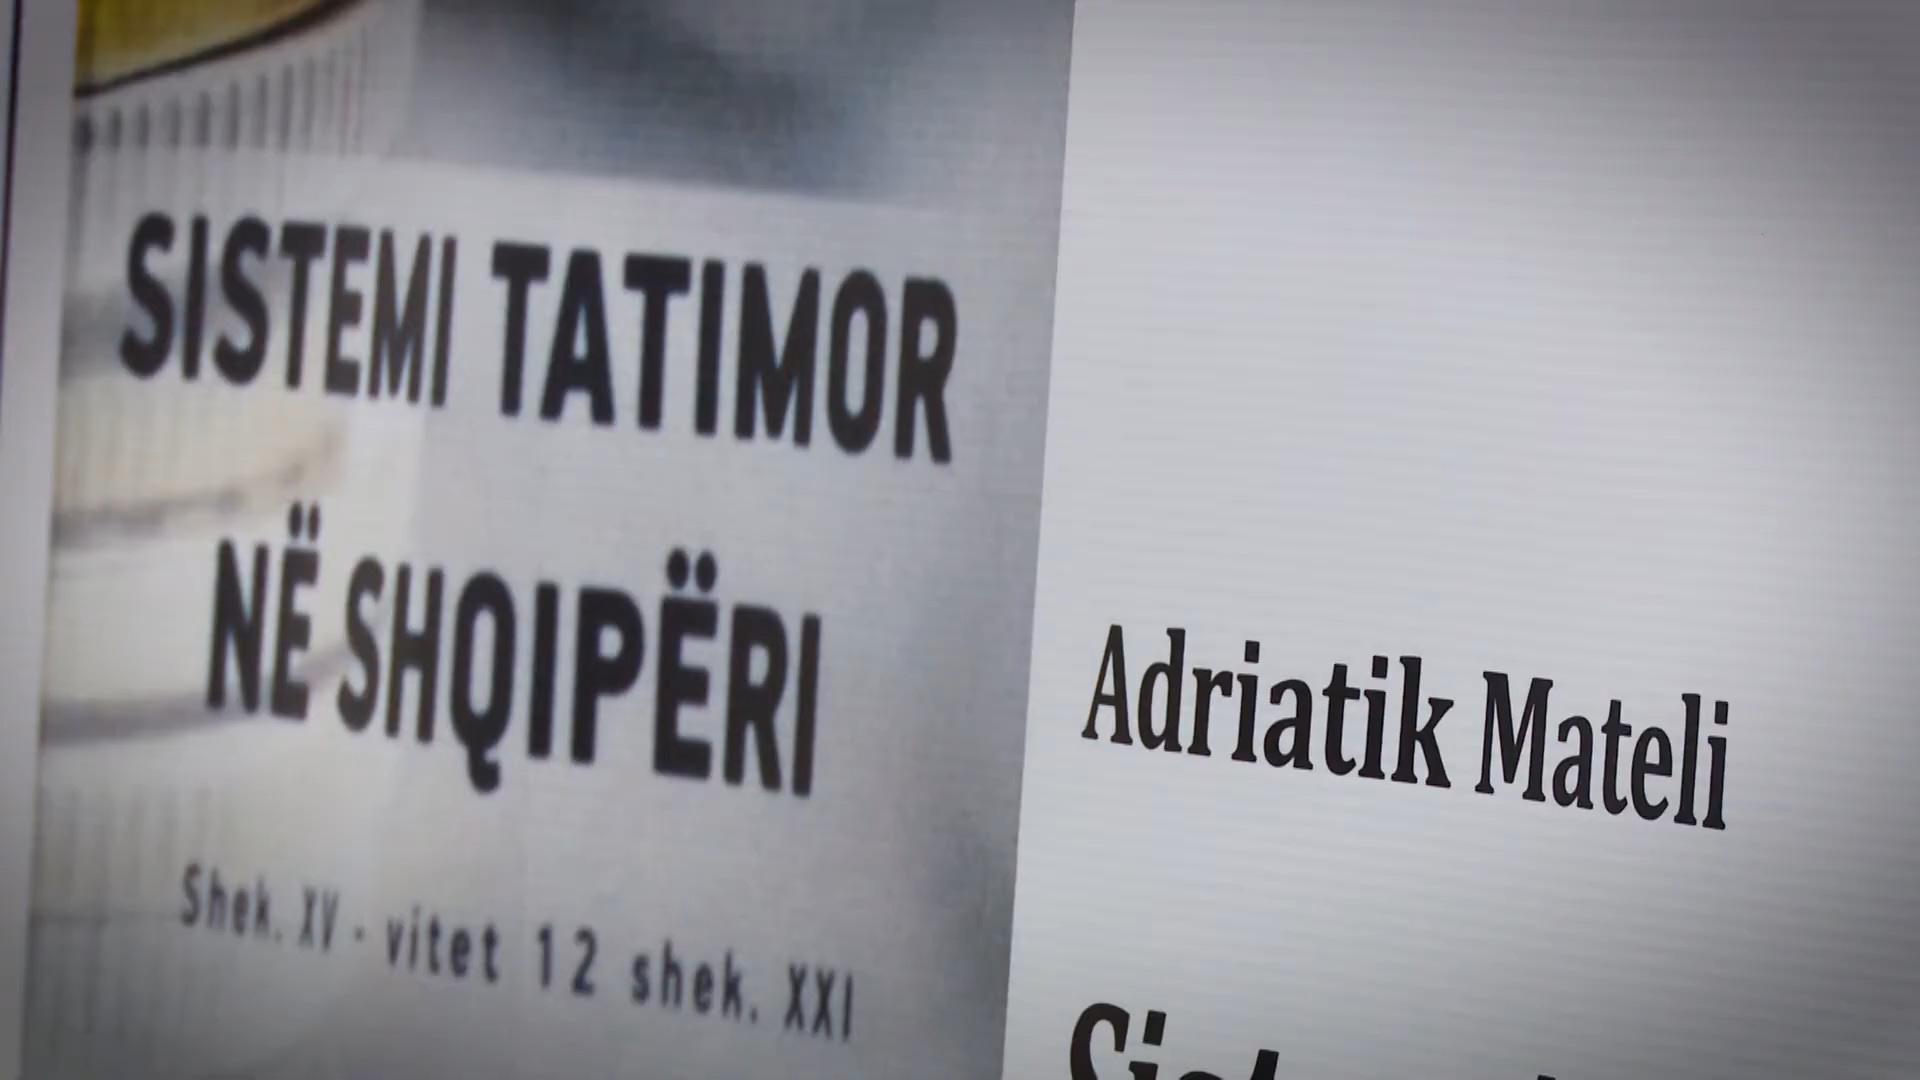 SISTEMI TATIMOR
NË SHQIPËRI
Shek. XV - vitet 12 shek. XXI
Adriatik Mateli